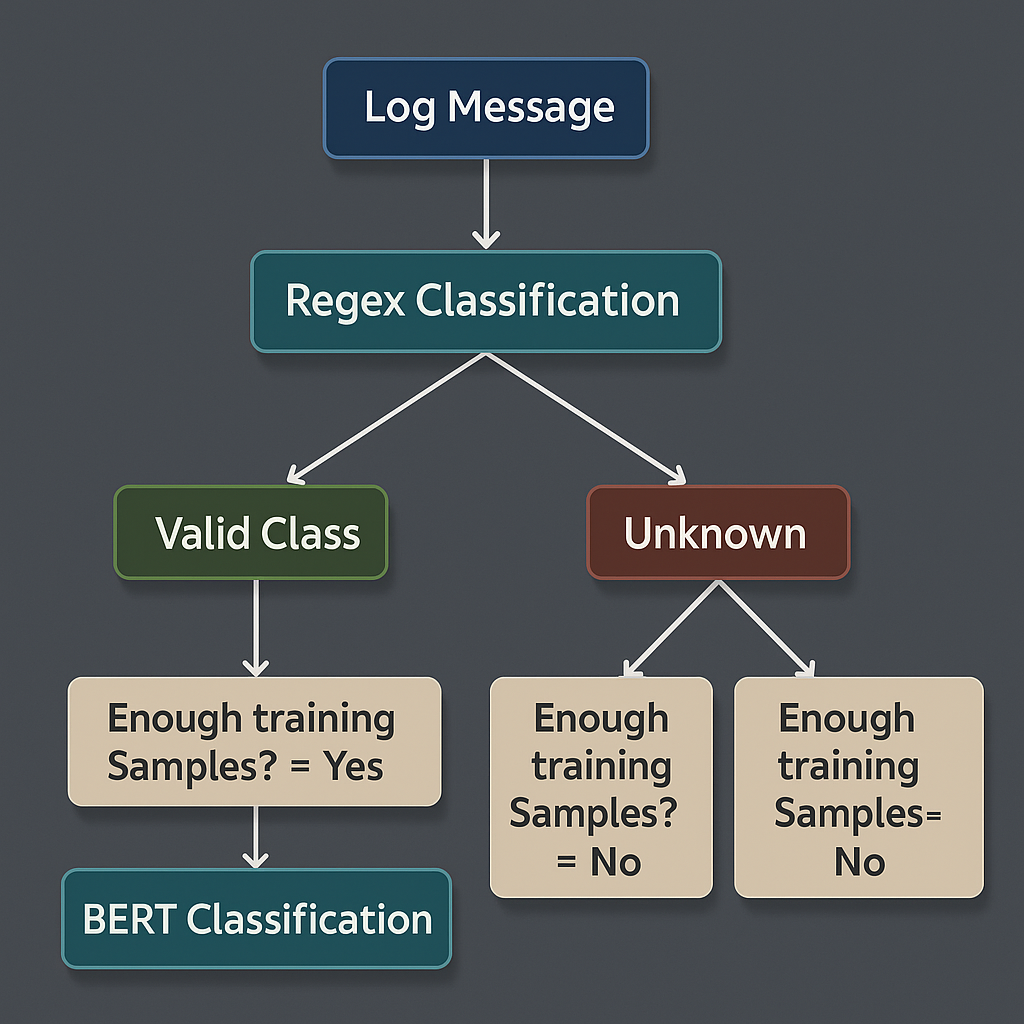 Log Message
Regex Classification
Valid Class
Unknown
Enough training
Samples? = Yes
Enough
training
Samples?
= No
Enough
training
Samples=
No
BERT Classification